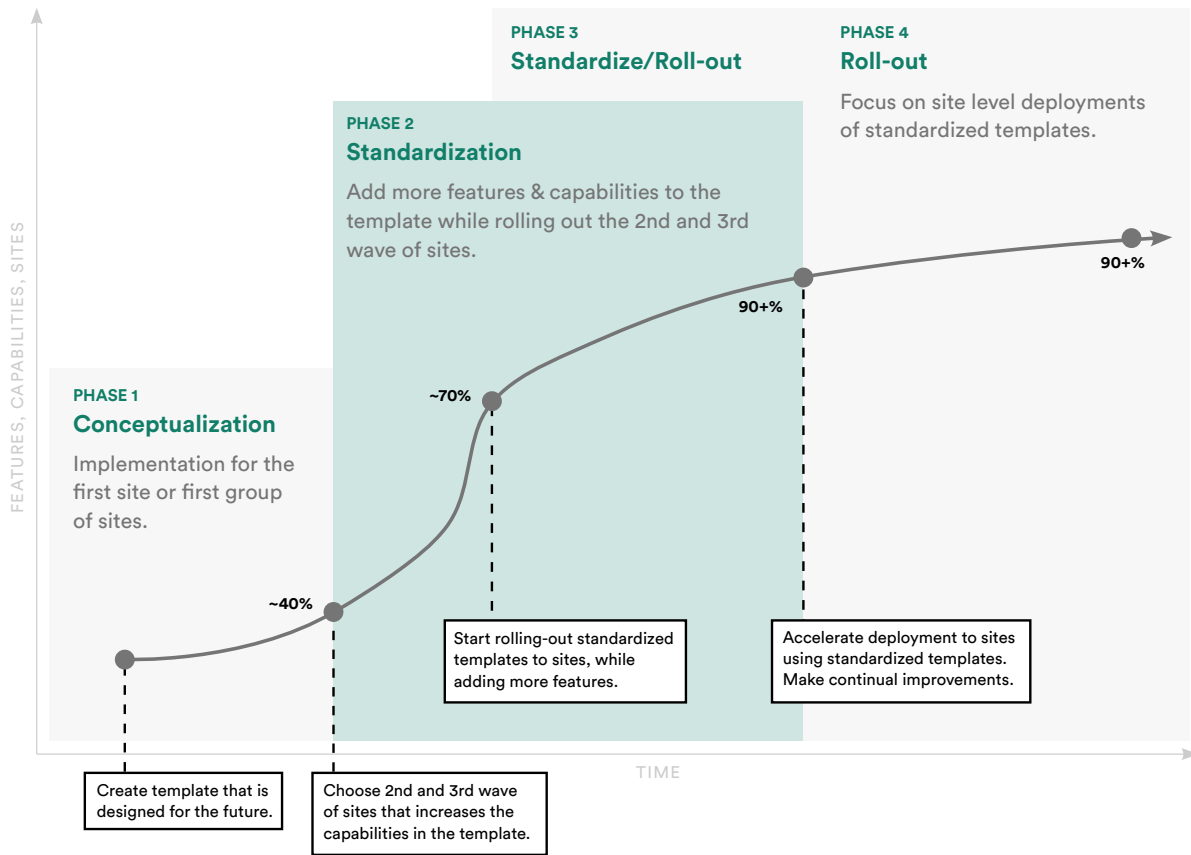 PHASE 3
Standardize/Roll-out
PHASE 4
Roll-out
Focus on site level deployments
of standardized templates.
PHASE 2
Standardization
Add more features & capabilities to the
template while rolling out the 2nd and 3rd
wave of sites.
90+%
90+%
FEATURES, CAPABILITIES, SITES
PHASE 1
Conceptualization
Implementation for the
first site or first group
of sites.
~70%
~40%
Start rolling-out standardized
templates to sites, while
adding more features.
Accelerate deployment to sites
using standardized templates.
Make continual improvements.
TIME
Create template that is
designed for the future.
Choose 2nd and 3rd wave
of sites that increases the
capabilities in the template.